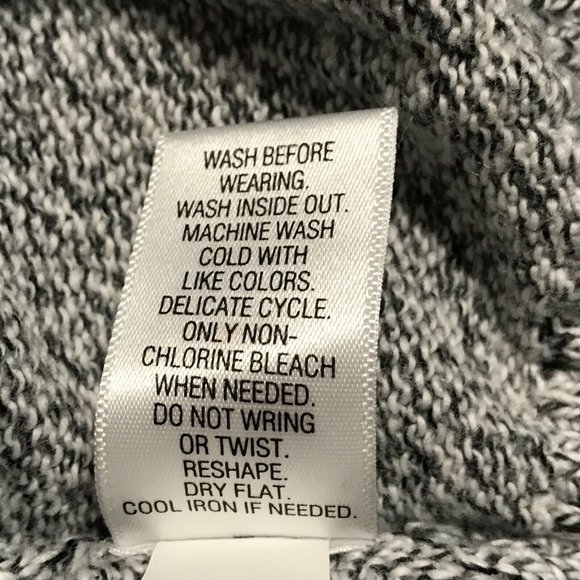 WASH BEFORE
WEARING.
WASH INSIDE OUT.
MACHINE WASH
COLD WITH
LIKE COLORS.
DELICATE CYCLE.
ONLY NON-
CHLORINE BLEACH
WHEN NEEDED.
DO NOT WRING
OR TWIST.
RESHAPE.
DRY FLAT.
COOL IRON IF NEEDED.